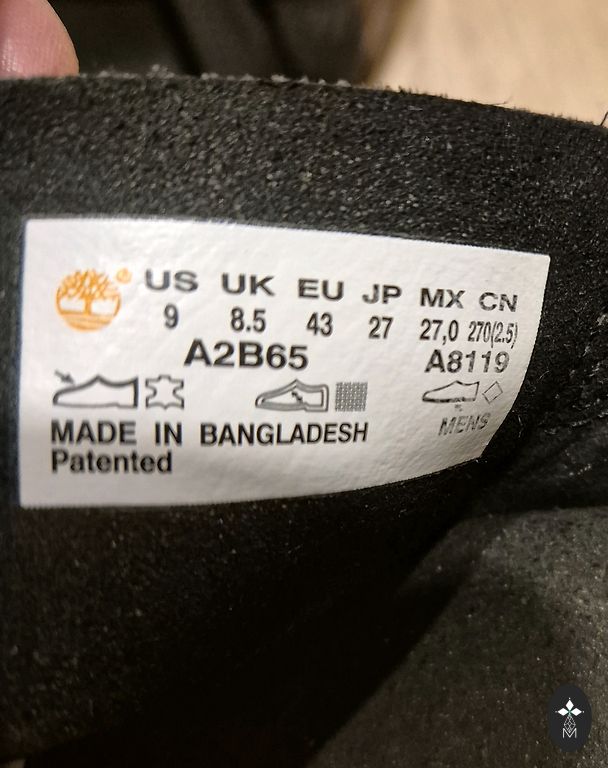 US UK EU JP MX CN
9 8.5 43 27 27,0 270(2.5)
A2B65 A8119
MENS
MADE IN BANGLADESH
Patented